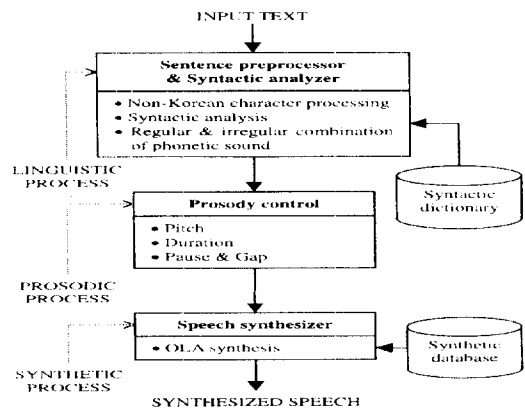 INPUT TEXT
Sentence preprocessor
& Syntactic analyzer
• Non-Korean character processing
• Syntactic analysis
• Regular & irregular combination
of phonetic sound
LINGUISTIC
PROCESS
Syntactic
dictionary
Prosody control
• Pitch
• Duration
• Pause & Gap
PROSODIC
PROCESS
Speech synthesizer
• OLA synthesis
Synthetic
database
SYNTHETIC
PROCESS
SYNTHESIZED SPEECH